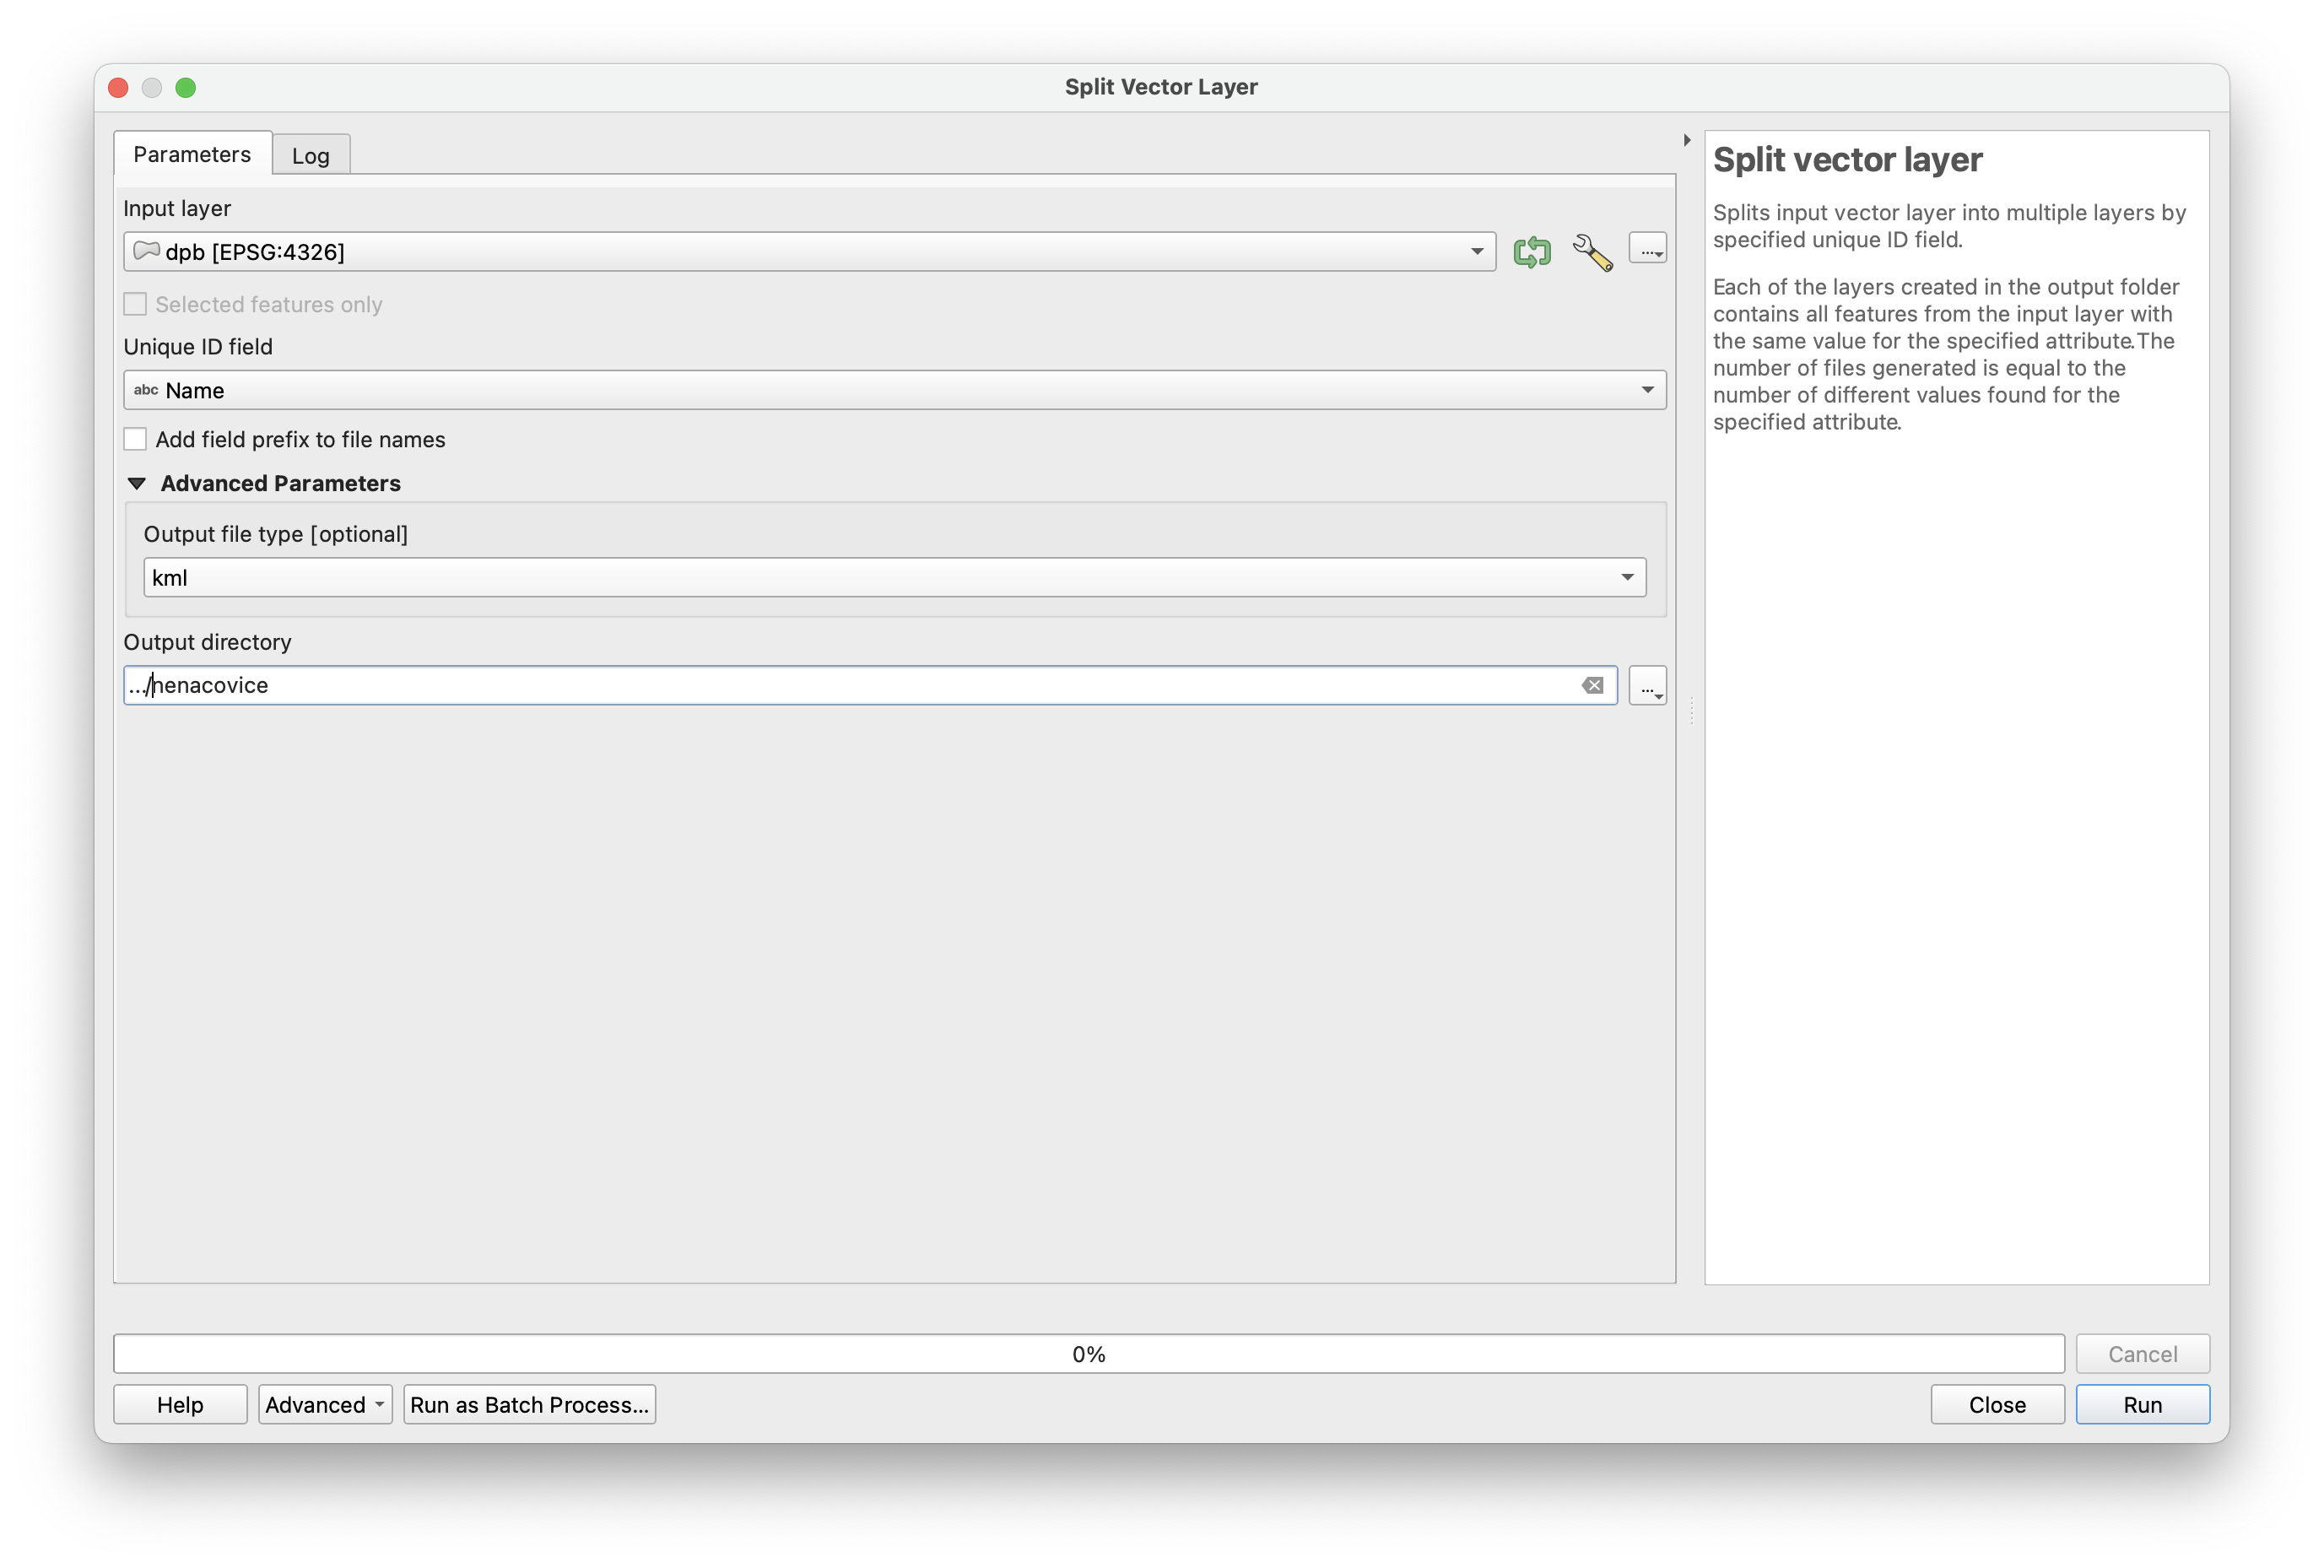 Split Vector Layer
Parameters
Log
Input layer
dpb [EPSG:4326]
...
Selected features only
Unique ID field
abc Name
Add field prefix to file names
Advanced Parameters
Output file type [optional]
kml
Output directory
.../nenacovice
...
Split vector layer
Splits input vector layer into multiple layers by
specified unique ID field.
Each of the layers created in the output folder
contains all features from the input layer with
the same value for the specified attribute.The
number of files generated is equal to the
number of different values found for the
specified attribute.
0%
Cancel
Help
Advanced
Run as Batch Process...
Close
Run